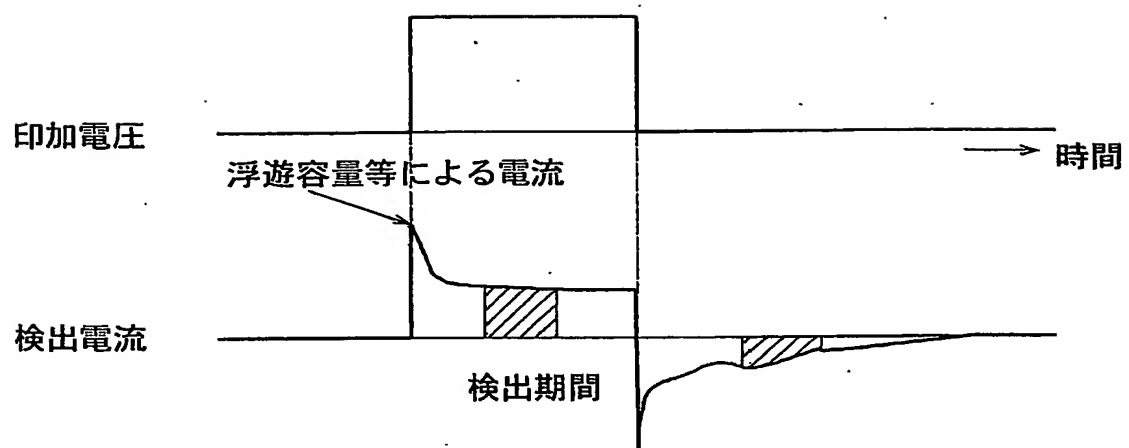 印加電圧
時間
浮遊容量等による電流
検出電流
検出期間